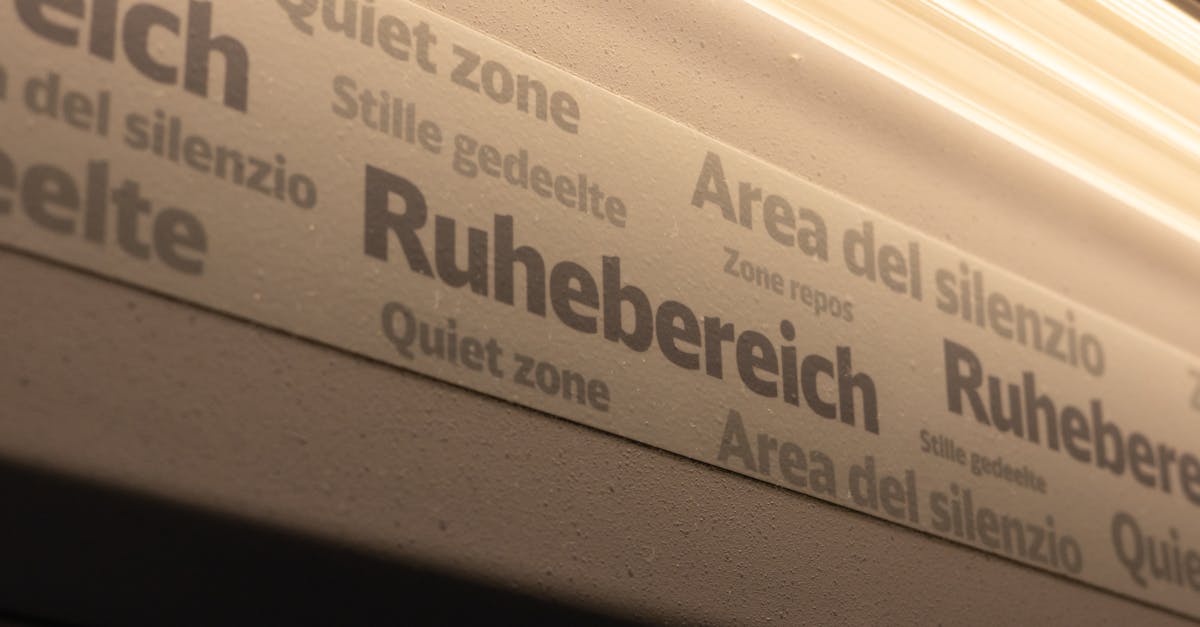 eich
Quiet zone
del silenzio
Stille gedeelte
eelte
Ruhebereich
Quiet zone
Area del silenzio
Zone repos
Ruhebere
Stille gedeelte
Area del silenzio
Quie